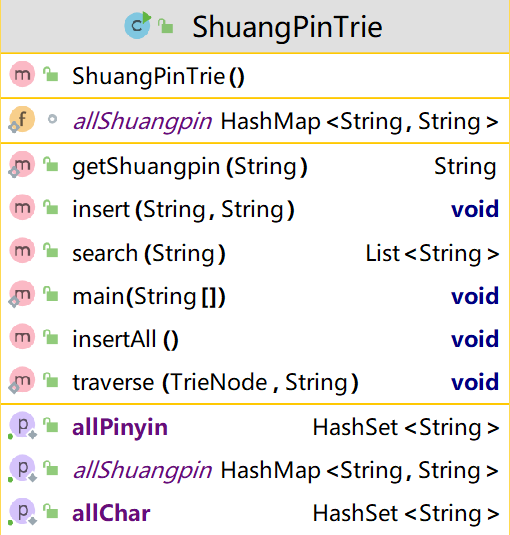 ShuangPinTrie
m ShuangPinTrie()
f allShuangpin HashMap<String, String>
m getShuangpin(String) String
m insert(String, String) void
m search(String) List<String>
m main(String[]) void
m insertAll() void
m traverse(TrieNode, String) void
p allPinyin HashSet<String>
p allShuangpin HashMap<String, String>
p allChar HashSet<String>